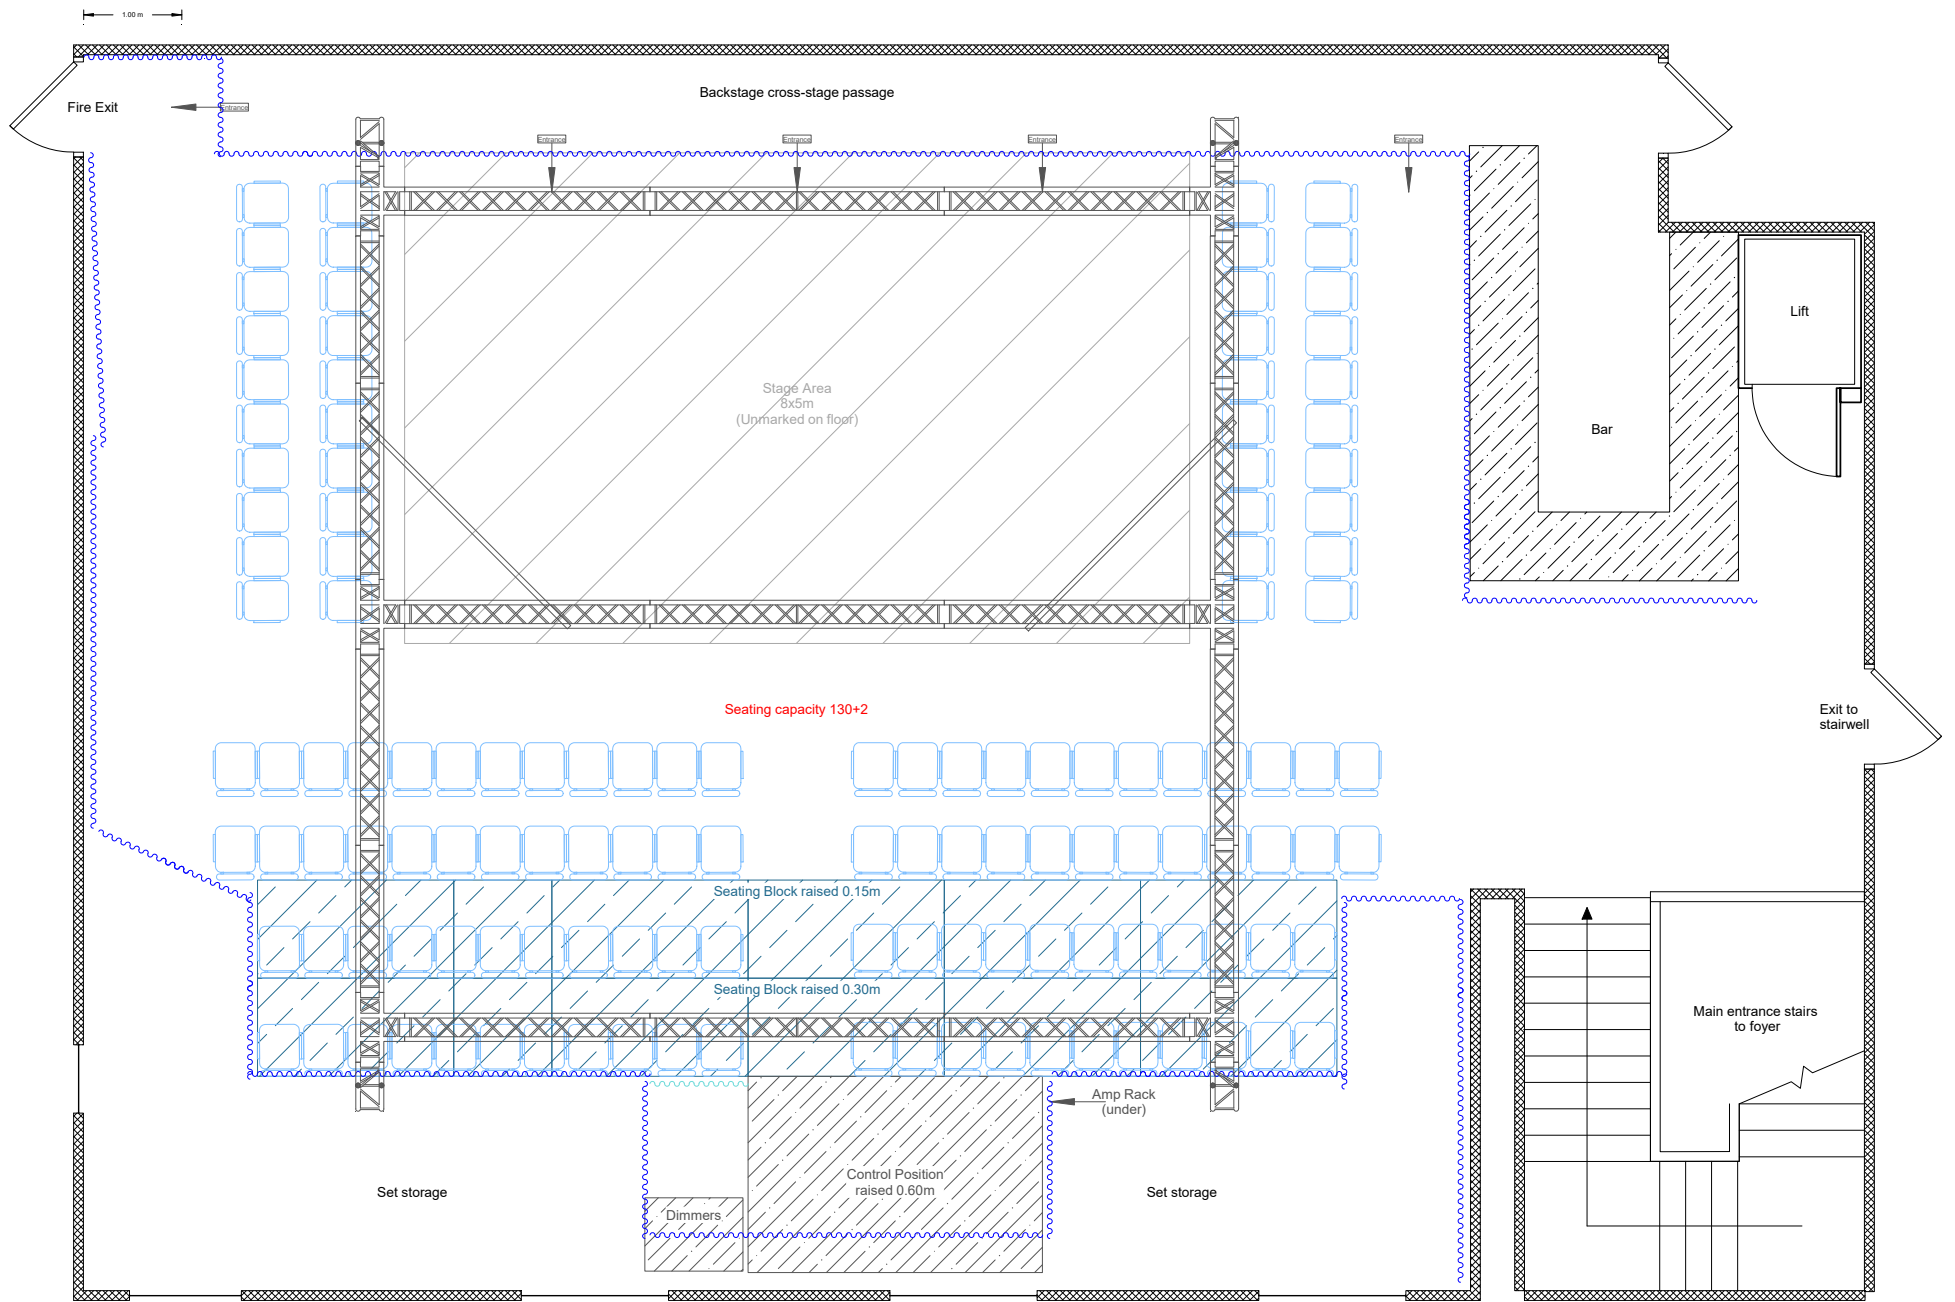 1.00 m
Backstage cross-stage passage
Fire Exit
Entrance
Entrance
Entrance
Entrance
Entrance
Lift
Stage Area
8x5m
(Unmarked on floor)
Bar
Seating capacity 130+2
Exit to
stairwell
Seating Block raised 0.15m
Seating Block raised 0.30m
Main entrance stairs
to foyer
Amp Rack
(under)
Control Position
raised 0.60m
Set storage
Set storage
Dimmers